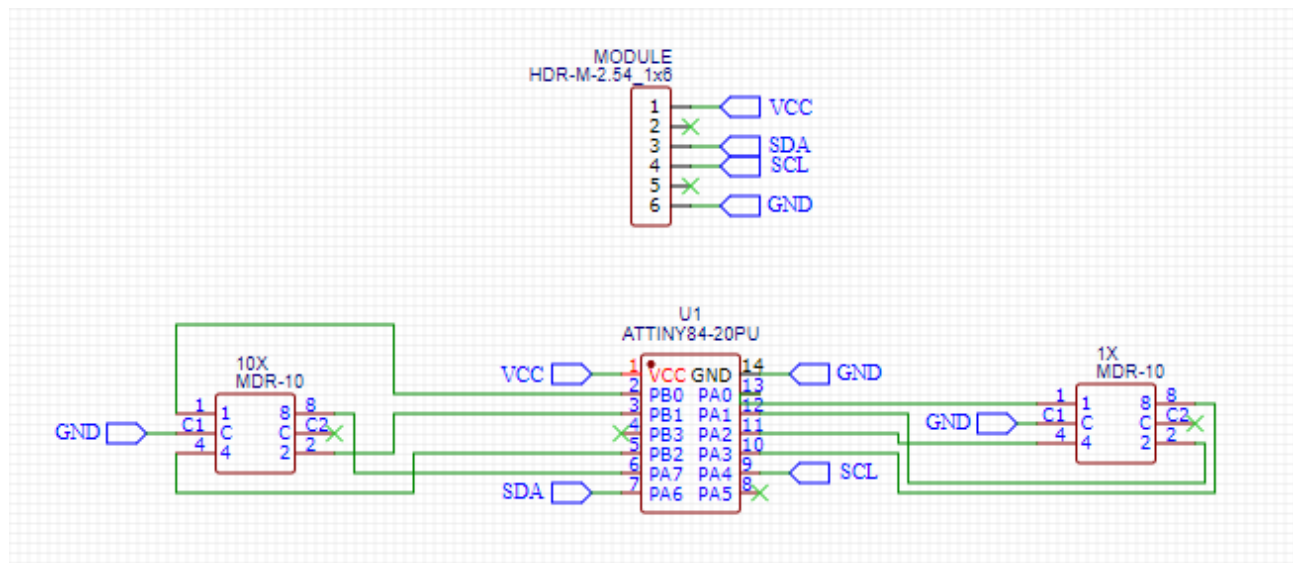 MODULE
HDR-M-2.54_1x6
1 VCC
2
3 SDA
4 SCL
5
6 GND
U1
ATTINY84-20PU
10X
MDR-10
1X
MDR-10
VCC 1 VCC GND 14 GND
2 PB0 PA0 13
3 PB1 PA1 12
4 PB3 PA2 11
5 PB2 PA3 10
6 PA7 PA4 9 SCL
SDA 7 PA6 PA5 8
1 1 8 8
GND C1 C C C2
4 4 2 2
1 1 8 8
GND C1 C C C2
4 4 2 2